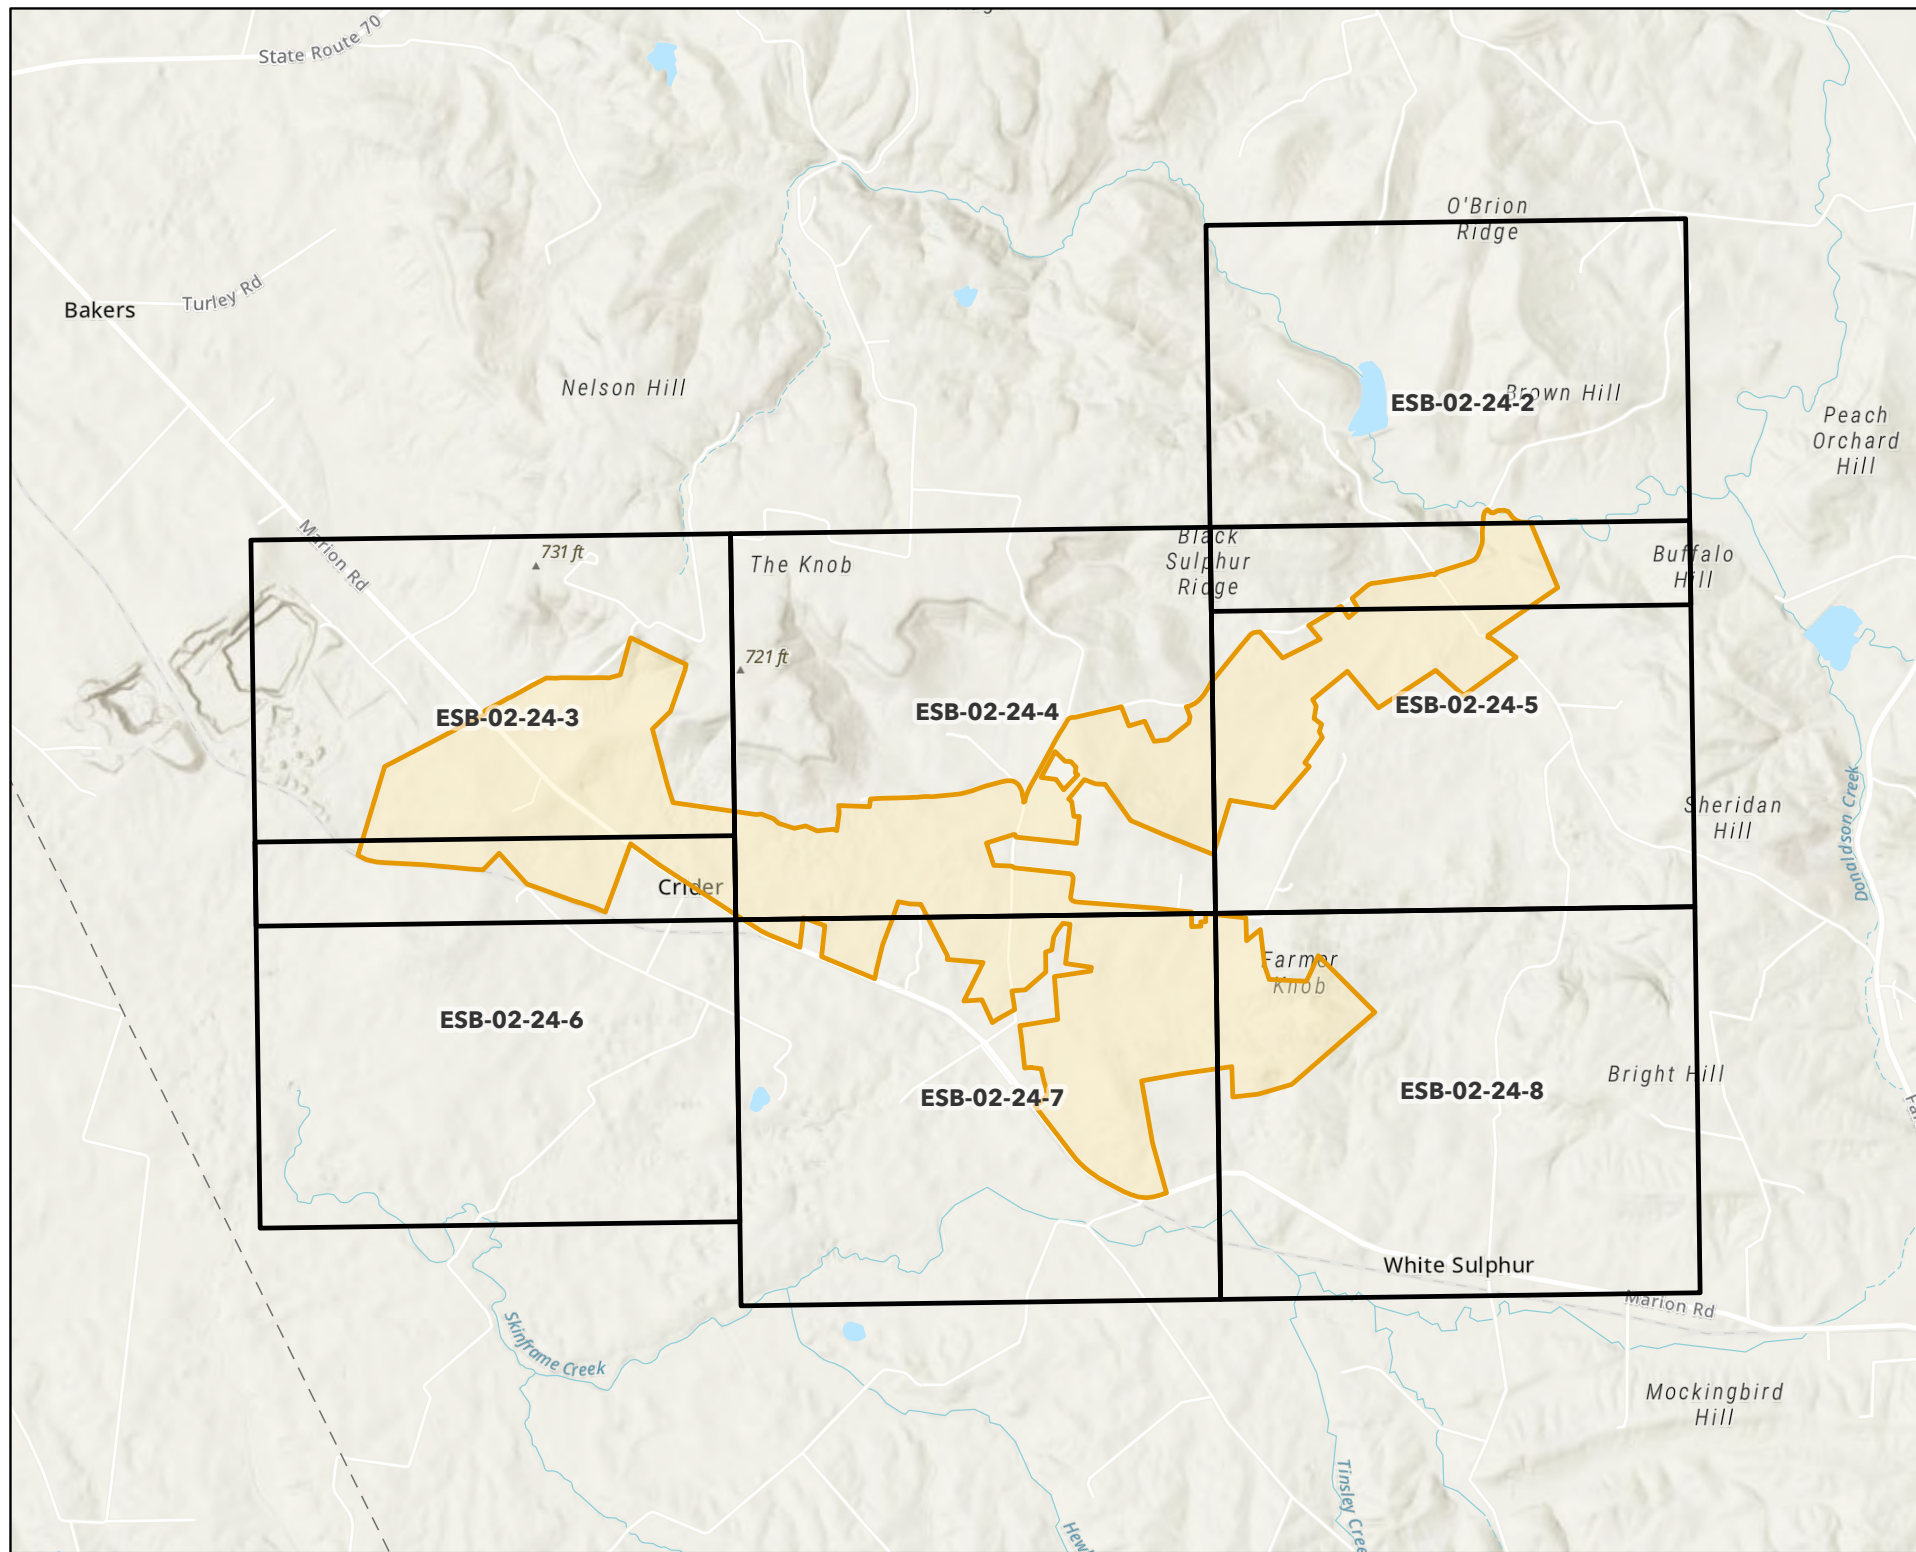 State Route 70
O'Brion
Ridge
Turley Rd
Bakers
Nelson Hill
Brown Hill
ESB-02-24-2
Peach
Orchard
Hill
Marion Rd
731 ft
The Knob
Black
Sulphur
Ridge
Buffalo
Hill
721 ft
ESB-02-24-3
ESB-02-24-4
ESB-02-24-5
Sheridan
Hill
Donaldson Creek
Crider
Farmer
Knob
ESB-02-24-6
ESB-02-24-7
ESB-02-24-8
Bright Hill
White Sulphur
Marion Rd
Skinframe Creek
Mockingbird
Hill
Tinsley Cree
Hew